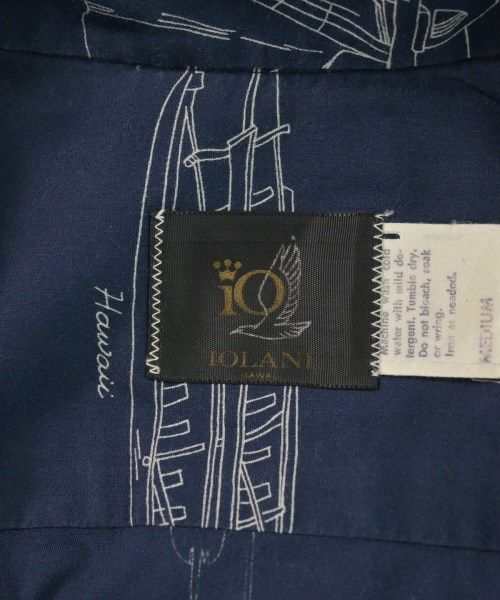 Hawaii
iO
IOLANI
HAWAII
Machine wash cold
water with mild de-
tergent. Tumble dry.
Do not bleach, soak
or wring.
Iron as needed.
MEDIUM